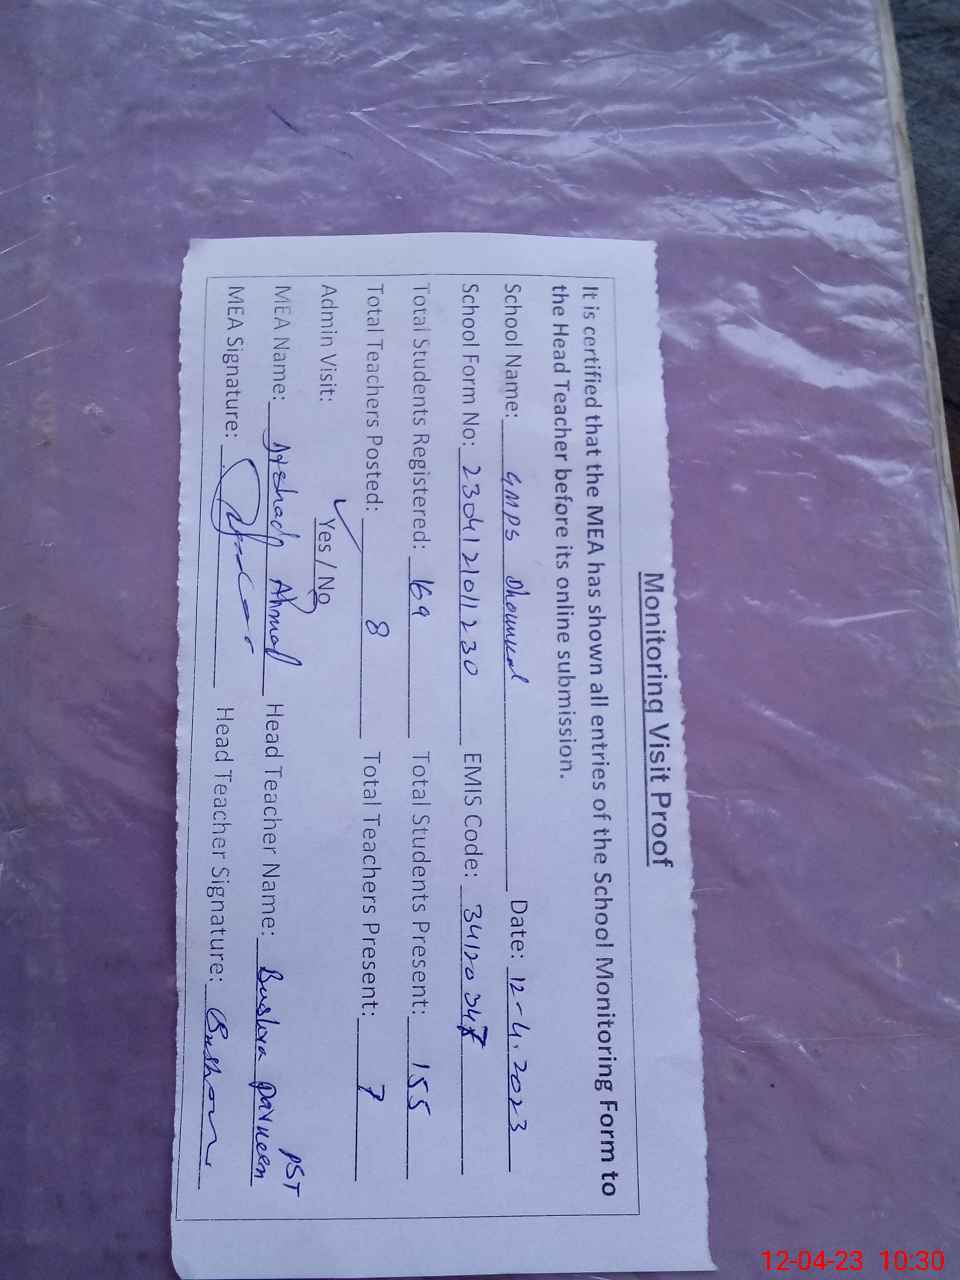 Monitoring Visit Proof
It is certified that the MEA has shown all entries of the School Monitoring Form to
the Head Teacher before its online submission.
School Name: GMPS Date: 12-4-2023
School Form No: 2304121011230 EMIS Code: 34120347
Total Students Registered: 169 Total Students Present: 155
Total Teachers Posted: 8 Total Teachers Present: 7
Admin Visit: Yes / No
PST
MEA Name: Arshad Ahmad Head Teacher Name: Bushra Parveen
MEA Signature: Head Teacher Signature: Bushra
12-04-23 10:30